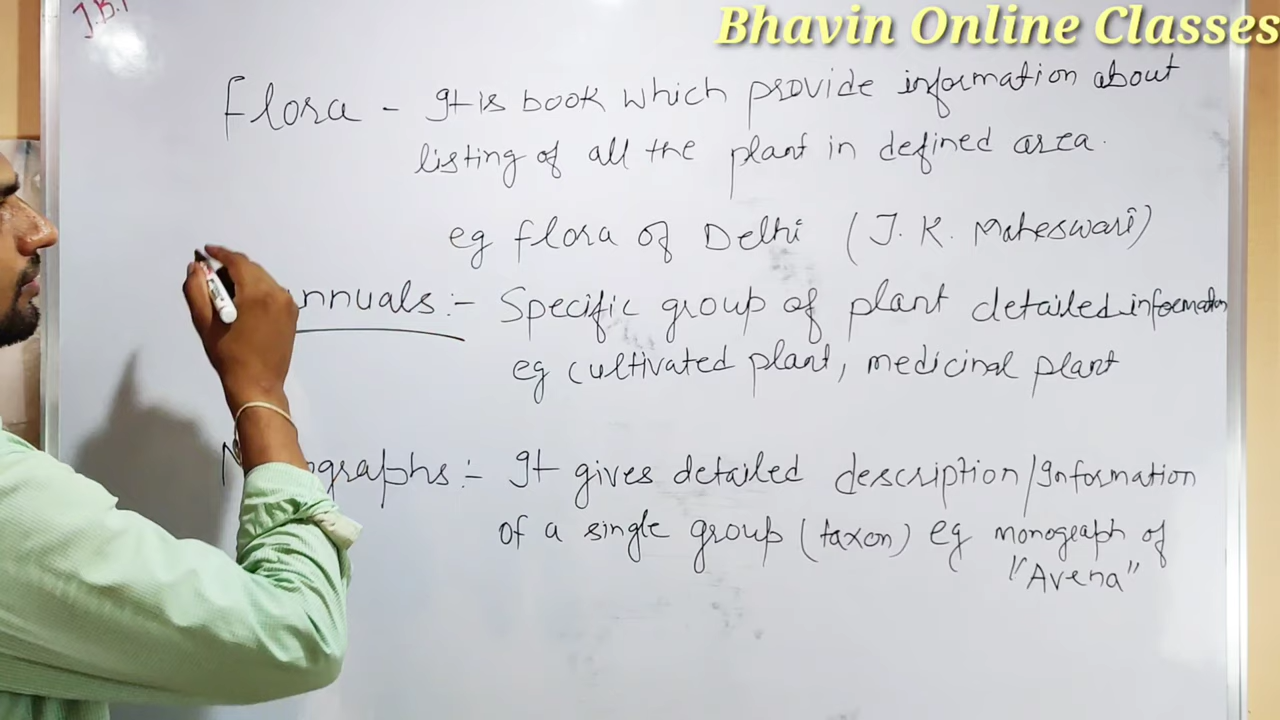 Bhavin Online Classes
Flora - It is book which provide information about
listing of all the plant in defined area.
eg flora of Delhi (J. K. Maheswari)
nnuals :- Specific group of plant detailed information
eg cultivated plant, medicinal plant
ographs :- It gives detailed description/Information
of a single group (taxon) eg monograph of
"Avena"